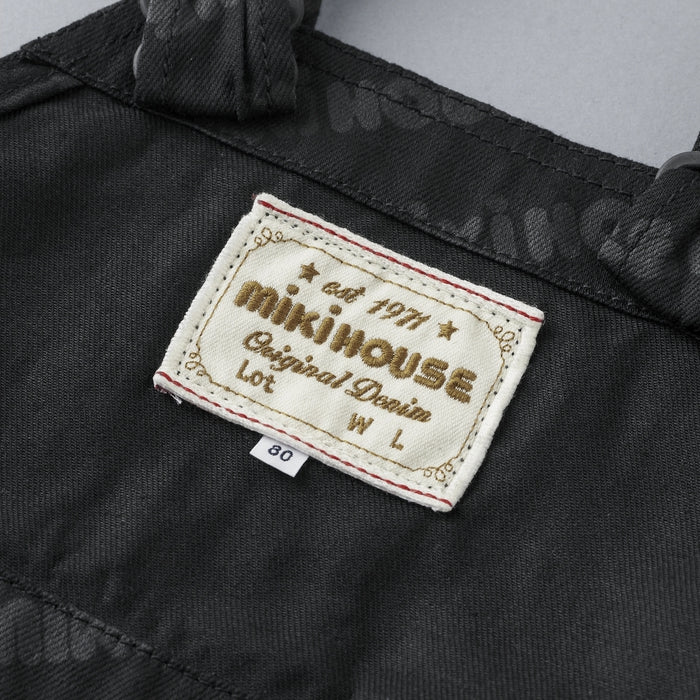 ★ est 1971 ★
mikiHOUSE
Original Denim
Lot
W L
80